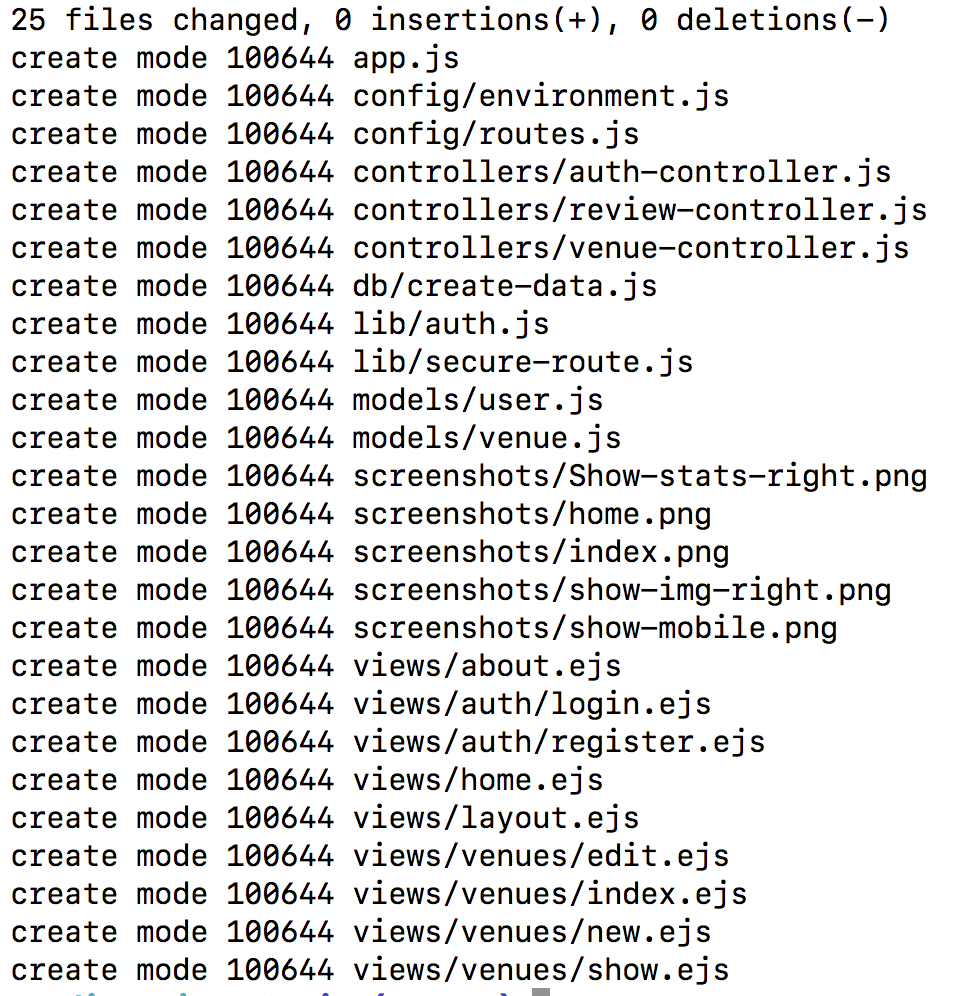 25 files changed, 0 insertions(+), 0 deletions(-)
create mode 100644 app.js
create mode 100644 config/environment.js
create mode 100644 config/routes.js
create mode 100644 controllers/auth-controller.js
create mode 100644 controllers/review-controller.js
create mode 100644 controllers/venue-controller.js
create mode 100644 db/create-data.js
create mode 100644 lib/auth.js
create mode 100644 lib/secure-route.js
create mode 100644 models/user.js
create mode 100644 models/venue.js
create mode 100644 screenshots/Show-stats-right.png
create mode 100644 screenshots/home.png
create mode 100644 screenshots/index.png
create mode 100644 screenshots/show-img-right.png
create mode 100644 screenshots/show-mobile.png
create mode 100644 views/about.ejs
create mode 100644 views/auth/login.ejs
create mode 100644 views/auth/register.ejs
create mode 100644 views/home.ejs
create mode 100644 views/layout.ejs
create mode 100644 views/venues/edit.ejs
create mode 100644 views/venues/index.ejs
create mode 100644 views/venues/new.ejs
create mode 100644 views/venues/show.ejs